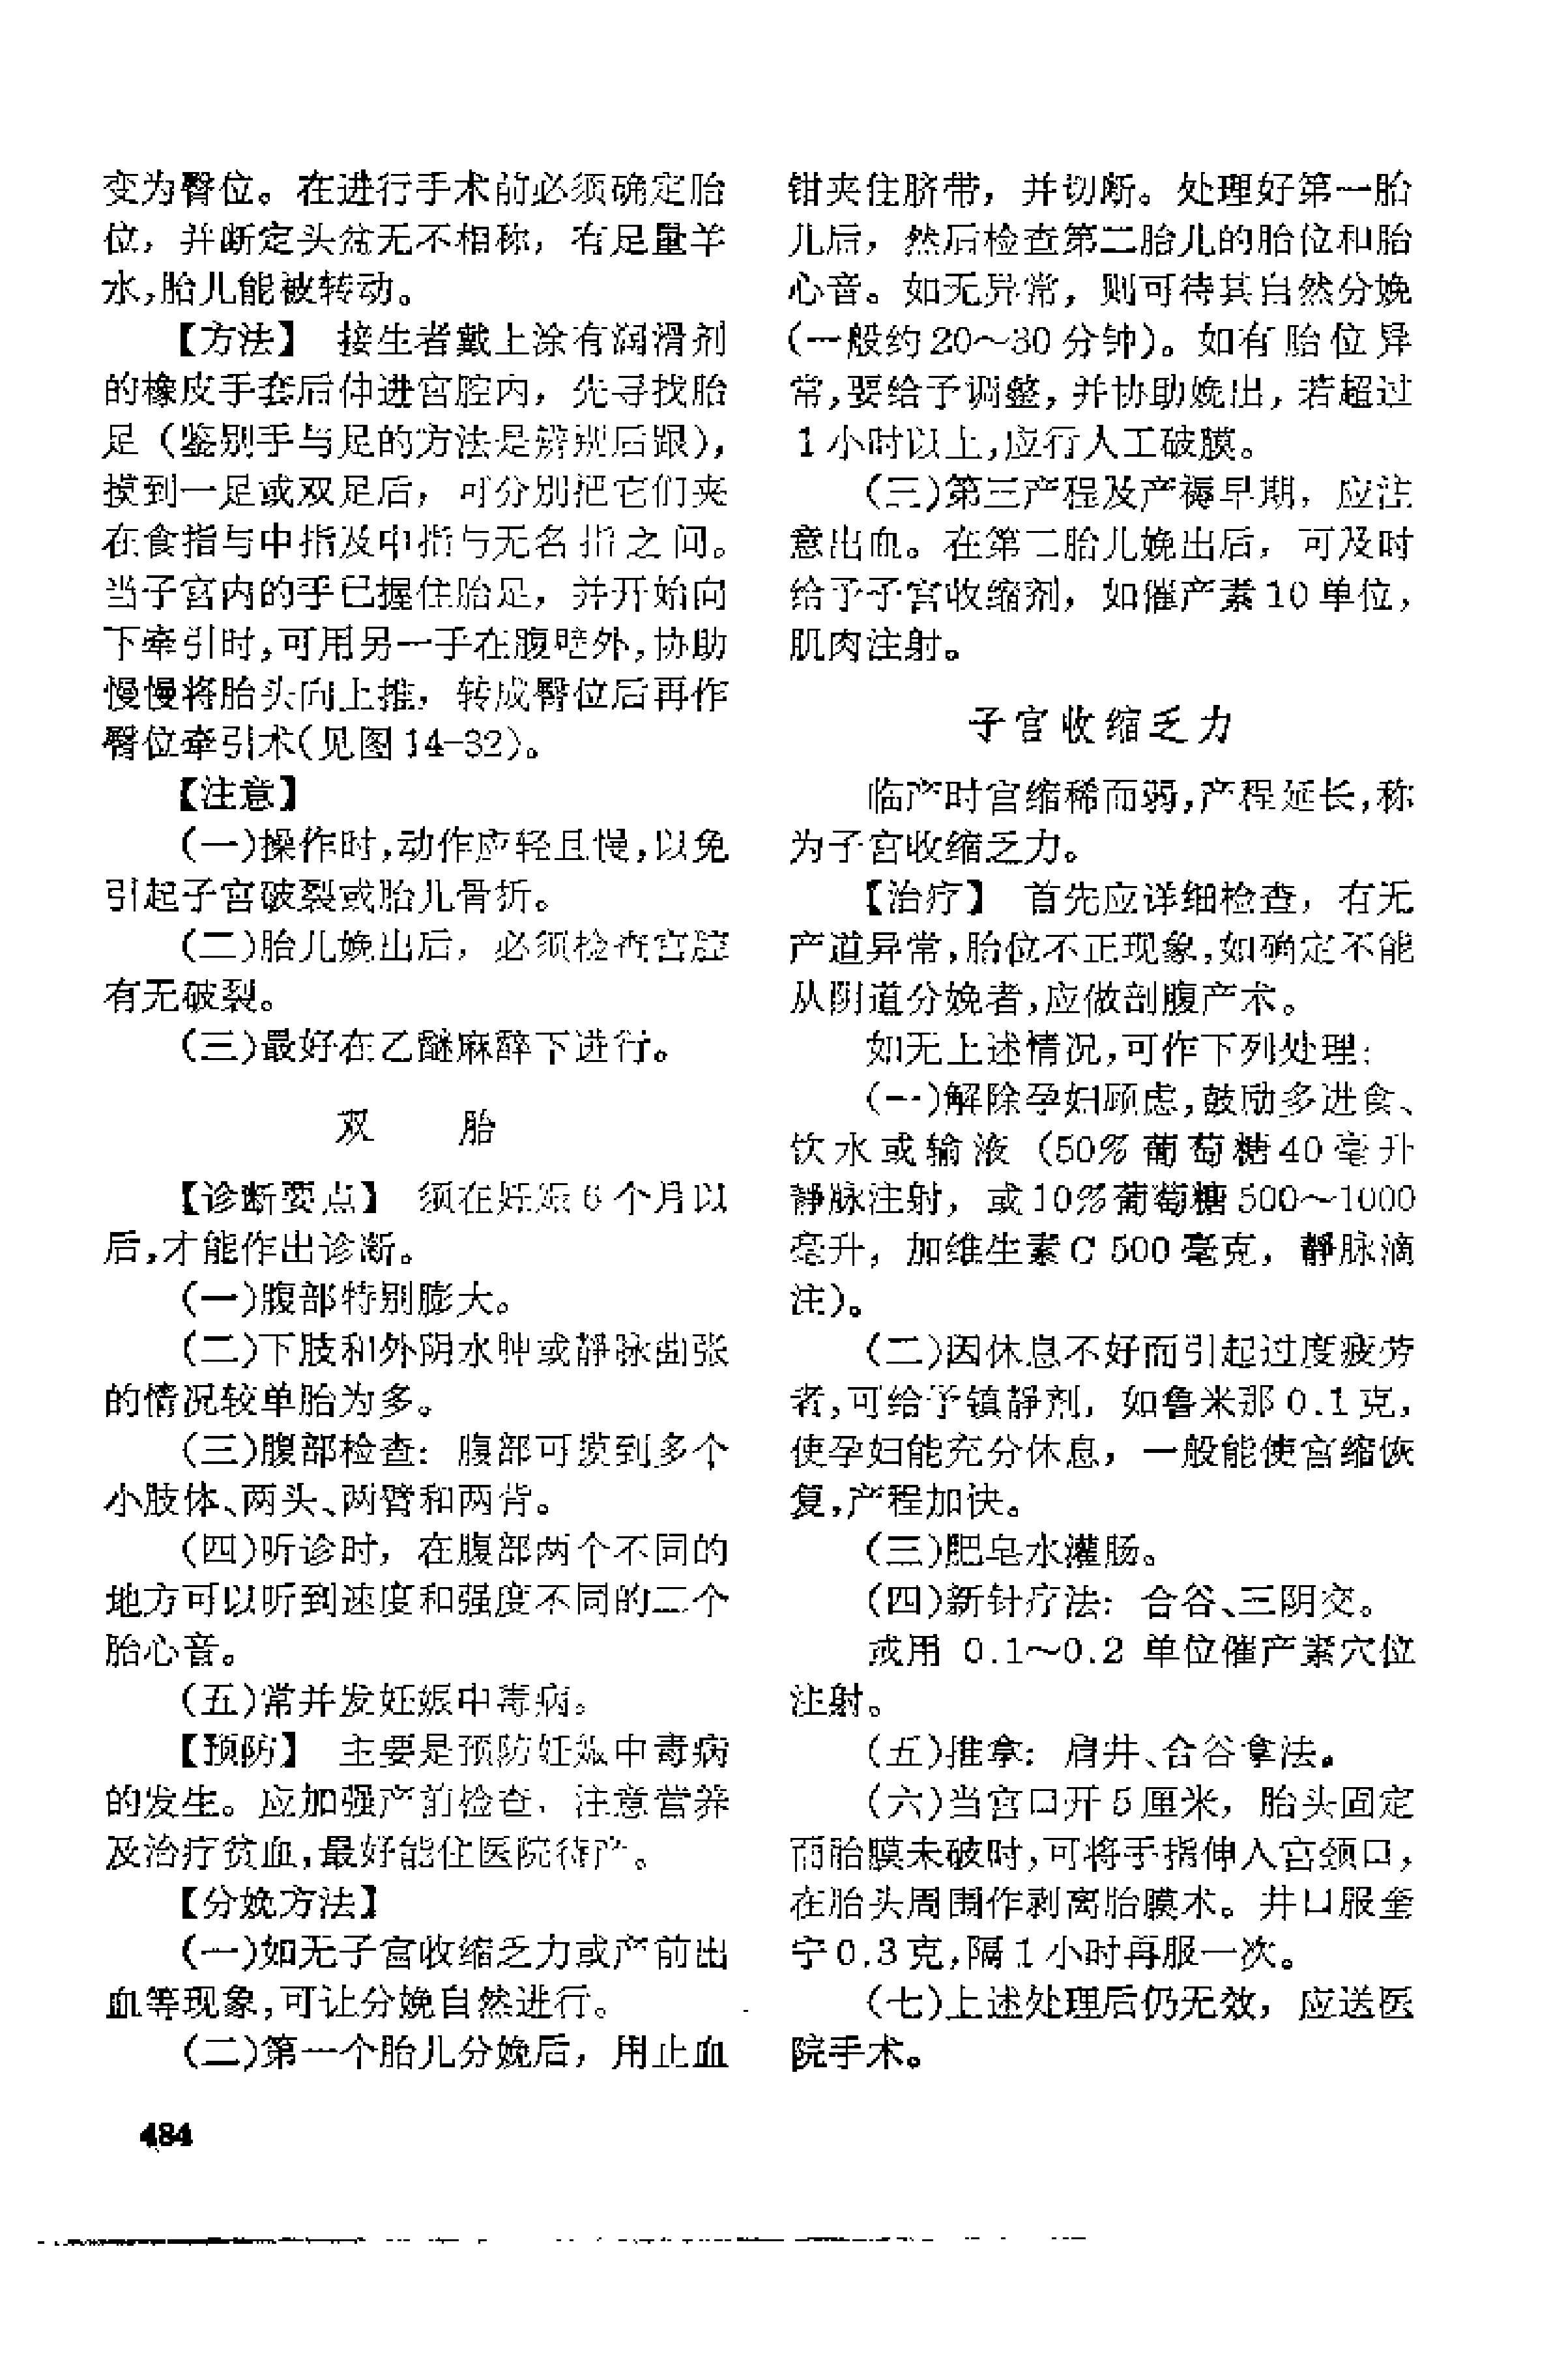 变为臀位。在进行手术前必须确定胎
位，并断定头盆无不相称，有足量羊
水，胎儿能被转动。
【方法】 接生者戴上涂有润滑剂
的橡皮手套后伸进宫腔内，先寻找胎
足（鉴别手与足的方法是辨别后跟），
摸到一足或双足后，可分别把它们夹
在食指与中指及中指与无名指之间。
当子宫内的手已握住胎足，并开始向
下牵引时，可用另一手在腹壁外，协助
慢慢将胎头向上推，转成臀位后再作
臀位牵引术（见图14-32）。
【注意】
（一）操作时，动作应轻且慢，以免
引起子宫破裂或胎儿骨折。
（二）胎儿娩出后，必须检查宫腔
有无破裂。
（三）最好在乙醚麻醉下进行。
双 胎
【诊断要点】 须在妊娠6个月以
后，才能作出诊断。
（一）腹部特别膨大。
（二）下肢和外阴水肿或静脉曲张
的情况较单胎为多。
（三）腹部检查：腹部可摸到多个
小肢体、两头、两臀和两背。
（四）听诊时，在腹部两个不同的
地方可以听到速度和强度不同的二个
胎心音。
（五）常并发妊娠中毒病。
【预防】 主要是预防妊娠中毒病
的发生。应加强产前检查，注意营养
及治疗贫血，最好能住医院待产。
【分娩方法】
（一）如无子宫收缩乏力或产前出
血等现象，可让分娩自然进行。
（二）第一个胎儿分娩后，用止血
钳夹住脐带，并切断。处理好第一胎
儿后，然后检查第二胎儿的胎位和胎
心音。如无异常，则可待其自然分娩
（一般约20～30分钟）。如有胎位异
常，要给予调整，并协助娩出，若超过
1小时以上，应行人工破膜。
（三）第三产程及产褥早期，应注
意出血。在第二胎儿娩出后，可及时
给予子宫收缩剂，如催产素10单位，
肌肉注射。
子宫收缩乏力
临产时宫缩稀而弱，产程延长，称
为子宫收缩乏力。
【治疗】 首先应详细检查，有无
产道异常，胎位不正现象，如确定不能
从阴道分娩者，应做剖腹产术。
如无上述情况，可作下列处理：
（一）解除孕妇顾虑，鼓励多进食、
饮水或输液（50％葡萄糖40毫升
静脉注射，或10％葡萄糖500～1000
毫升，加维生素C 500毫克，静脉滴
注）。
（二）因休息不好而引起过度疲劳
者，可给予镇静剂，如鲁米那0.1克，
使孕妇能充分休息，一般能使宫缩恢
复，产程加快。
（三）肥皂水灌肠。
（四）新针疗法：合谷、三阴交。
或用 0.1～0.2 单位催产素穴位
注射。
（五）推拿：肩井、合谷拿法。
（六）当宫口开5厘米，胎头固定
而胎膜未破时，可将手指伸入宫颈口，
在胎头周围作剥离胎膜术。并口服奎
宁0.3克，隔1小时再服一次。
（七）上述处理后仍无效，应送医
院手术。
484